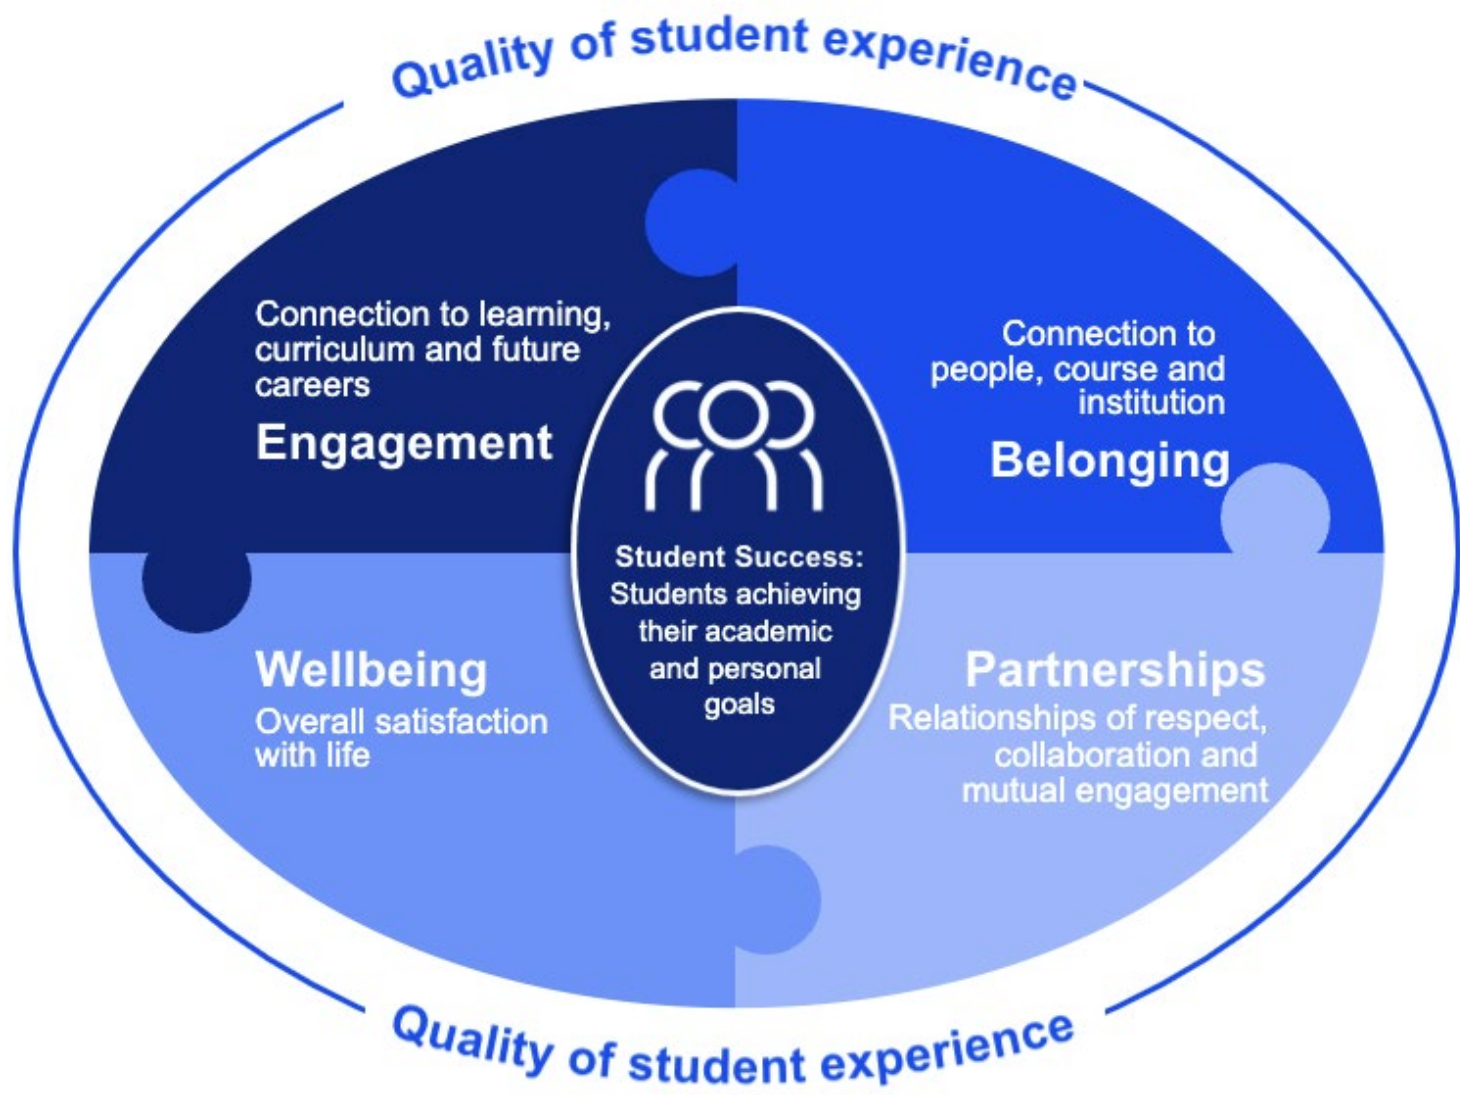 Quality of student experience
Connection to learning,
curriculum and future
careers
Engagement
Connection to
people, course and
institution
Belonging
Student Success:
Students achieving
their academic
and personal
goals
Wellbeing
Overall satisfaction
with life
Partnerships
Relationships of respect,
collaboration and
mutual engagement
Quality of student experience